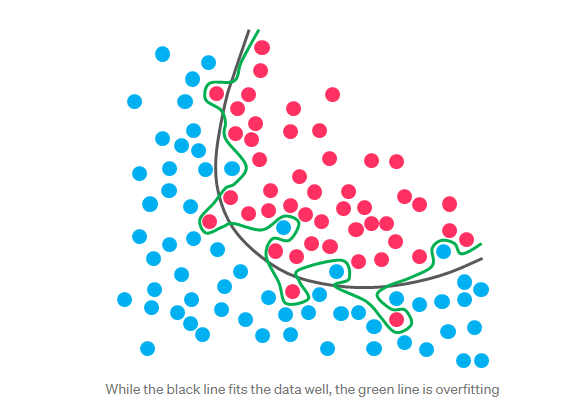 While the black line fits the data well, the green line is overfitting